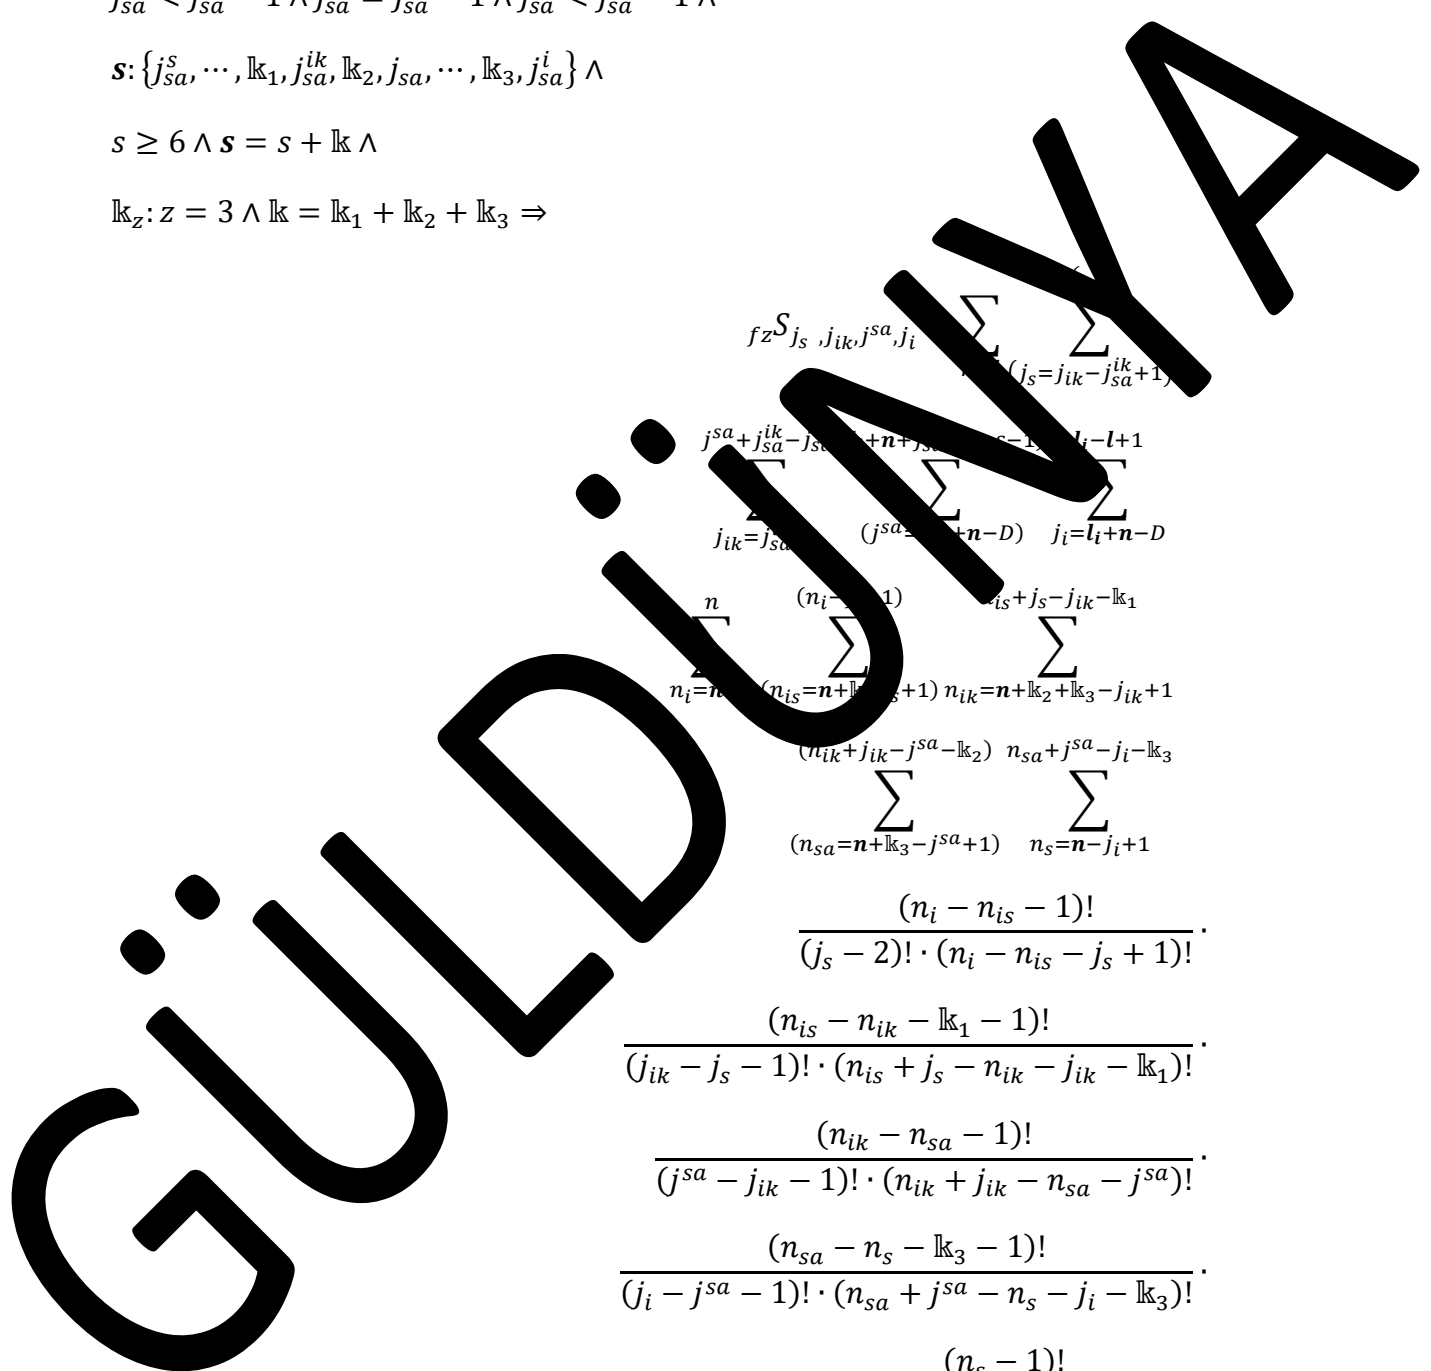 s: {j_{sa}^{s}, ⋯, 𝕜_1, j_{sa}^{ik}, 𝕜_2, j_{sa}, ⋯, 𝕜_3, j_{sa}^{i}} ∧
s ≥ 6 ∧ s = s + 𝕜 ∧
𝕜_z: z = 3 ∧ 𝕜 = 𝕜_1 + 𝕜_2 + 𝕜_3 ⇒
_{fz}S_{j_s, j_{ik}, j^{sa}, j_i} ∑ ∑
(j_s=j_{ik}−j_{sa}^{ik}+1)
∑ ∑ ∑
j_i=l_i+n−D
n n_{is}+j_s−j_{ik}−𝕜_1
∑ ∑ ∑
n_{ik}=n+𝕜_2+𝕜_3−j_{ik}+1
(n_{ik}+j_{ik}−j^{sa}−𝕜_2) n_{sa}+j^{sa}−j_i−𝕜_3
∑ ∑
(n_{sa}=n+𝕜_3−j^{sa}+1) n_s=n−j_i+1
(n_i − n_{is} − 1)!
(j_s − 2)! · (n_i − n_{is} − j_s + 1)! ·
(n_{is} − n_{ik} − 𝕜_1 − 1)!
(j_{ik} − j_s − 1)! · (n_{is} + j_s − n_{ik} − j_{ik} − 𝕜_1)! ·
(n_{ik} − n_{sa} − 1)!
(j^{sa} − j_{ik} − 1)! · (n_{ik} + j_{ik} − n_{sa} − j^{sa})! ·
(n_{sa} − n_s − 𝕜_3 − 1)!
(j_i − j^{sa} − 1)! · (n_{sa} + j^{sa} − n_s − j_i − 𝕜_3)! ·
(n_s − 1)!
GÜLDÜNYA